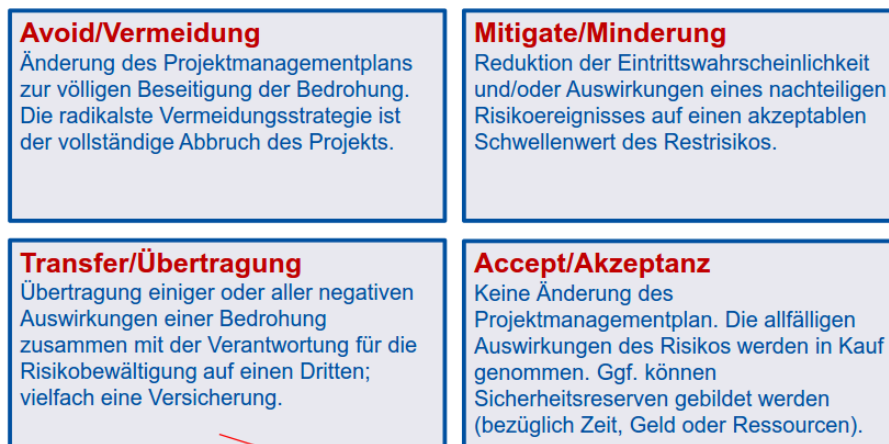 Avoid/Vermeidung
Änderung des Projektmanagementplans
zur völligen Beseitigung der Bedrohung.
Die radikalste Vermeidungsstrategie ist
der vollständige Abbruch des Projekts.
Mitigate/Minderung
Reduktion der Eintrittswahrscheinlichkeit
und/oder Auswirkungen eines nachteiligen
Risikoereignisses auf einen akzeptablen
Schwellenwert des Restrisikos.
Transfer/Übertragung
Übertragung einiger oder aller negativen
Auswirkungen einer Bedrohung
zusammen mit der Verantwortung für die
Risikobewältigung auf einen Dritten;
vielfach eine Versicherung.
Accept/Akzeptanz
Keine Änderung des
Projektmanagementplan. Die allfälligen
Auswirkungen des Risikos werden in Kauf
genommen. Ggf. können
Sicherheitsreserven gebildet werden
(bezüglich Zeit, Geld oder Ressourcen).